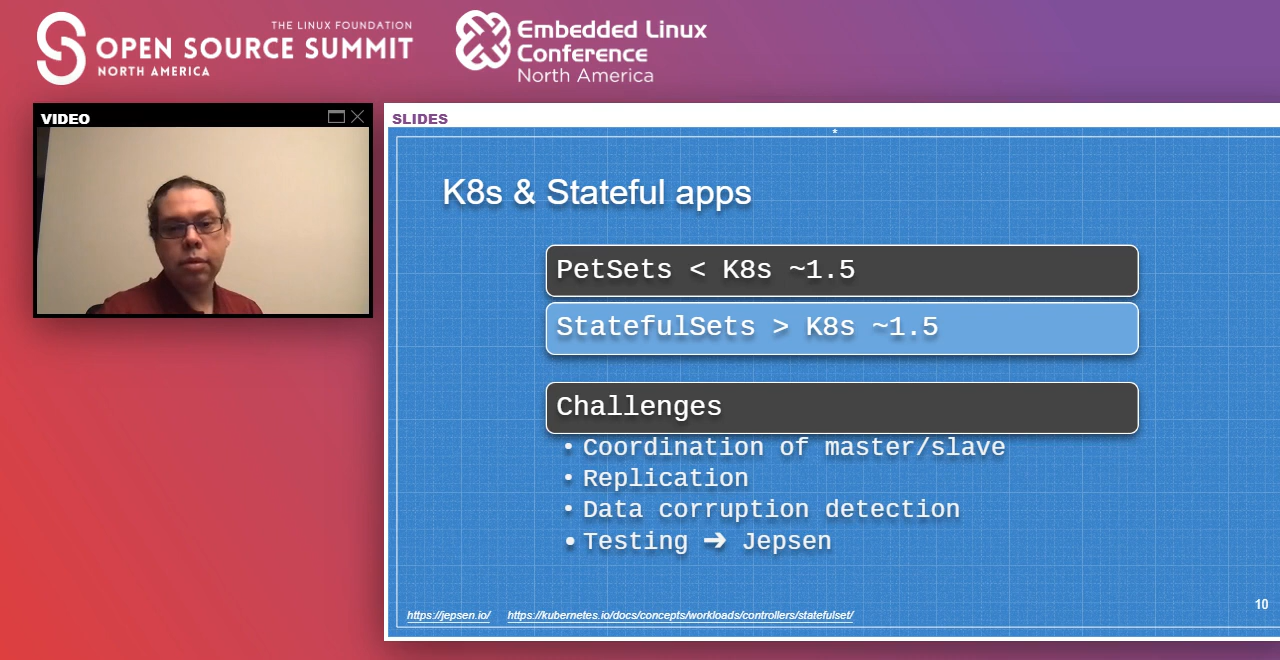 THE LINUX FOUNDATION
OPEN SOURCE SUMMIT
NORTH AMERICA
Embedded Linux
Conference
North America
VIDEO
SLIDES
*
K8s & Stateful apps
PetSets < K8s ~1.5
StatefulSets > K8s ~1.5
Challenges
• Coordination of master/slave
• Replication
• Data corruption detection
• Testing ➔ Jepsen
https://jepsen.io/ https://kubernetes.io/docs/concepts/workloads/controllers/statefulset/
10